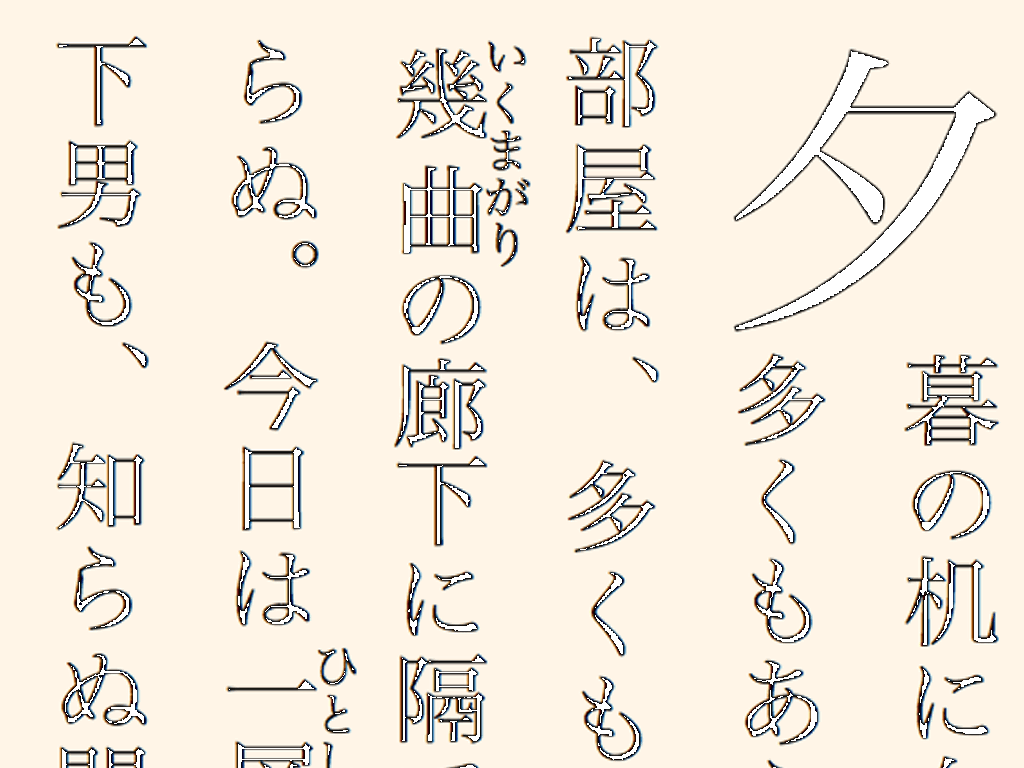 夕暮の机に
多くもあ
部屋は、多くも
幾曲の廊下に隔
いくまがり
らぬ。今日は一
ひと
下男も、知らぬ